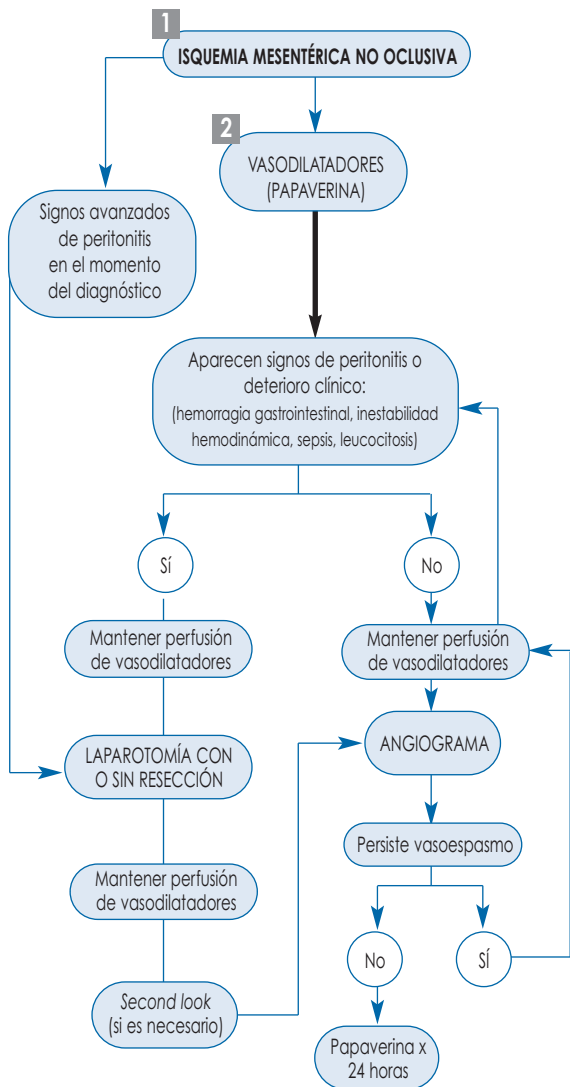 1
ISQUEMIA MESENTÉRICA NO OCLUSIVA
2
VASODILATADORES
(PAPAVERINA)
Signos avanzados
de peritonitis
en el momento
del diagnóstico
Aparecen signos de peritonitis o
deterioro clínico:
(hemorragia gastrointestinal, inestabilidad
hemodinámica, sepsis, leucocitosis)
Sí
No
Mantener perfusión
de vasodilatadores
Mantener perfusión
de vasodilatadores
LAPAROTOMÍA CON
O SIN RESECCIÓN
ANGIOGRAMA
Persiste vasoespasmo
Mantener perfusión
de vasodilatadores
No
SÍ
Second look
(si es necesario)
Papaverina x
24 horas